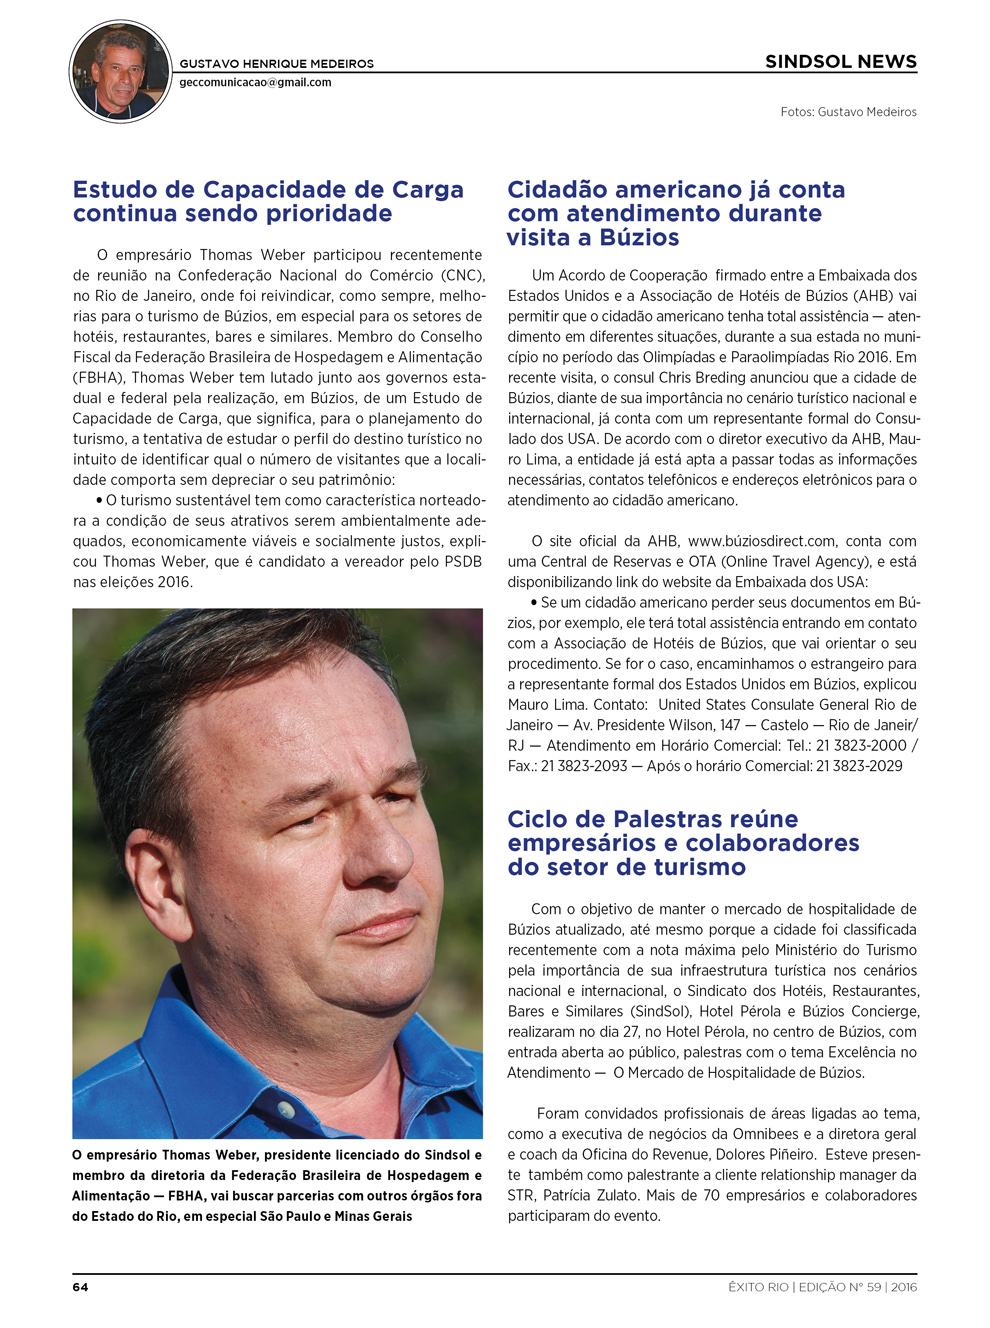 GUSTAVO HENRIQUE MEDEIROS
geccomunicacao@gmail.com
SINDSOL NEWS
Fotos: Gustavo Medeiros
Estudo de Capacidade de Carga
continua sendo prioridade
O empresário Thomas Weber participou recentemente
de reunião na Confederação Nacional do Comércio (CNC),
no Rio de Janeiro, onde foi reivindicar, como sempre, melho-
rias para o turismo de Búzios, em especial para os setores de
hotéis, restaurantes, bares e similares. Membro do Conselho
Fiscal da Federação Brasileira de Hospedagem e Alimentação
(FBHA), Thomas Weber tem lutado junto aos governos esta-
dual e federal pela realização, em Búzios, de um Estudo de
Capacidade de Carga, que significa, para o planejamento do
turismo, a tentativa de estudar o perfil do destino turístico no
intuito de identificar qual o número de visitantes que a locali-
dade comporta sem depreciar o seu patrimônio:
• O turismo sustentável tem como característica norteado-
ra a condição de seus atrativos serem ambientalmente ade-
quados, economicamente viáveis e socialmente justos, expli-
cou Thomas Weber, que é candidato a vereador pelo PSDB
nas eleições 2016.
O empresário Thomas Weber, presidente licenciado do Sindsol e
membro da diretoria da Federação Brasileira de Hospedagem e
Alimentação — FBHA, vai buscar parcerias com outros órgãos fora
do Estado do Rio, em especial São Paulo e Minas Gerais
Cidadão americano já conta
com atendimento durante
visita a Búzios
Um Acordo de Cooperação firmado entre a Embaixada dos
Estados Unidos e a Associação de Hotéis de Búzios (AHB) vai
permitir que o cidadão americano tenha total assistência — aten-
dimento em diferentes situações, durante a sua estada no muni-
cípio no período das Olimpíadas e Paraolimpíadas Rio 2016. Em
recente visita, o consul Chris Breding anunciou que a cidade de
Búzios, diante de sua importância no cenário turístico nacional e
internacional, já conta com um representante formal do Consu-
lado dos USA. De acordo com o diretor executivo da AHB, Mau-
ro Lima, a entidade já está apta a passar todas as informações
necessárias, contatos telefônicos e endereços eletrônicos para o
atendimento ao cidadão americano.
O site oficial da AHB, www.búziosdirect.com, conta com
uma Central de Reservas e OTA (Online Travel Agency), e está
disponibilizando link do website da Embaixada dos USA:
• Se um cidadão americano perder seus documentos em Bú-
zios, por exemplo, ele terá total assistência entrando em contato
com a Associação de Hotéis de Búzios, que vai orientar o seu
procedimento. Se for o caso, encaminhamos o estrangeiro para
a representante formal dos Estados Unidos em Búzios, explicou
Mauro Lima. Contato: United States Consulate General Rio de
Janeiro — Av. Presidente Wilson, 147 — Castelo — Rio de Janeir/
RJ — Atendimento em Horário Comercial: Tel.: 21 3823-2000 /
Fax.: 21 3823-2093 — Após o horário Comercial: 21 3823-2029
Ciclo de Palestras reúne
empresários e colaboradores
do setor de turismo
Com o objetivo de manter o mercado de hospitalidade de
Búzios atualizado, até mesmo porque a cidade foi classificada
recentemente com a nota máxima pelo Ministério do Turismo
pela importância de sua infraestrutura turística nos cenários
nacional e internacional, o Sindicato dos Hotéis, Restaurantes,
Bares e Similares (SindSol), Hotel Pérola e Búzios Concierge,
realizaram no dia 27, no Hotel Pérola, no centro de Búzios, com
entrada aberta ao público, palestras com o tema Excelência no
Atendimento — O Mercado de Hospitalidade de Búzios.
Foram convidados profissionais de áreas ligadas ao tema,
como a executiva de negócios da Omnibees e a diretora geral
e coach da Oficina do Revenue, Dolores Piñeiro. Esteve presen-
te também como palestrante a cliente relationship manager da
STR, Patrícia Zulato. Mais de 70 empresários e colaboradores
participaram do evento.
64
ÊXITO RIO | EDIÇÃO Nº 59 | 2016